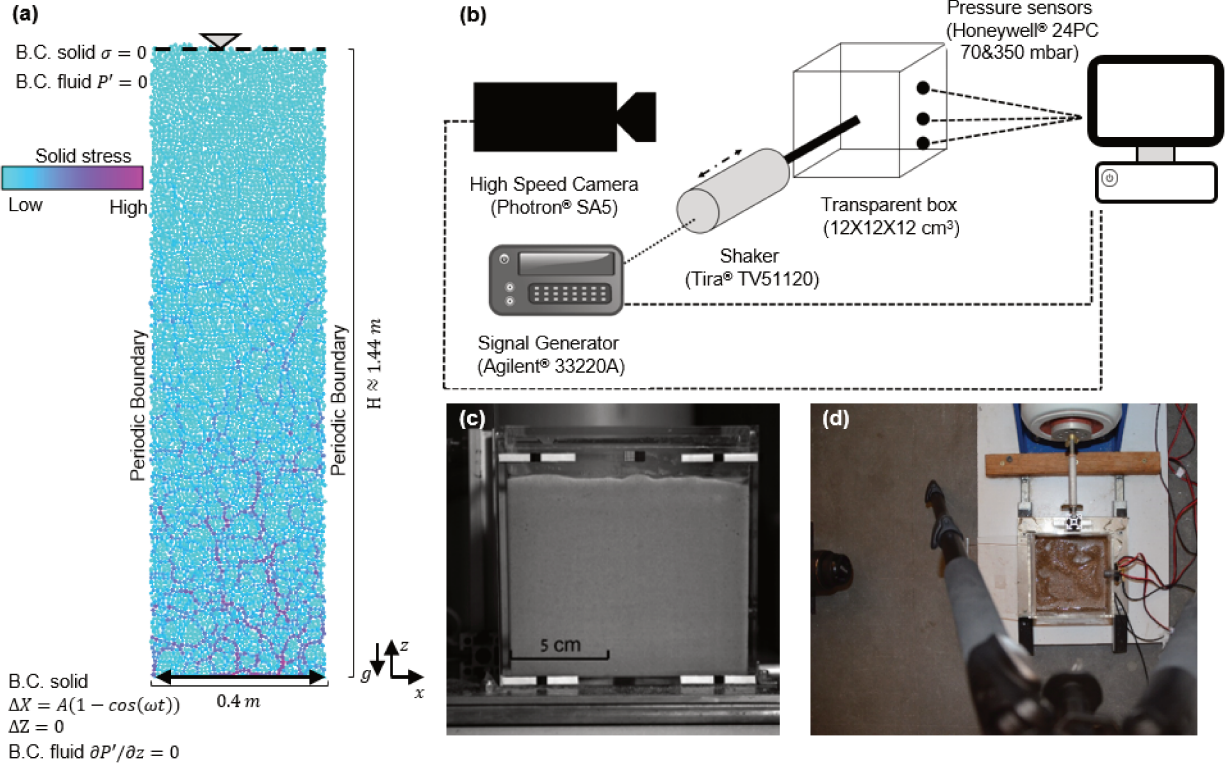 (a)
B.C. solid σ = 0
B.C. fluid P′ = 0
Solid stress
Low
High
Periodic Boundary
Periodic Boundary
H ≈ 1.44 m
g
z
x
0.4 m
B.C. solid
ΔX = A(1 − cos(ωt))
ΔZ = 0
B.C. fluid ∂P′/∂z = 0
(b)
Pressure sensors
(Honeywell® 24PC
70&350 mbar)
High Speed Camera
(Photron® SA5)
Transparent box
(12X12X12 cm³)
Shaker
(Tira® TV51120)
Signal Generator
(Agilent® 33220A)
(c)
5 cm
(d)